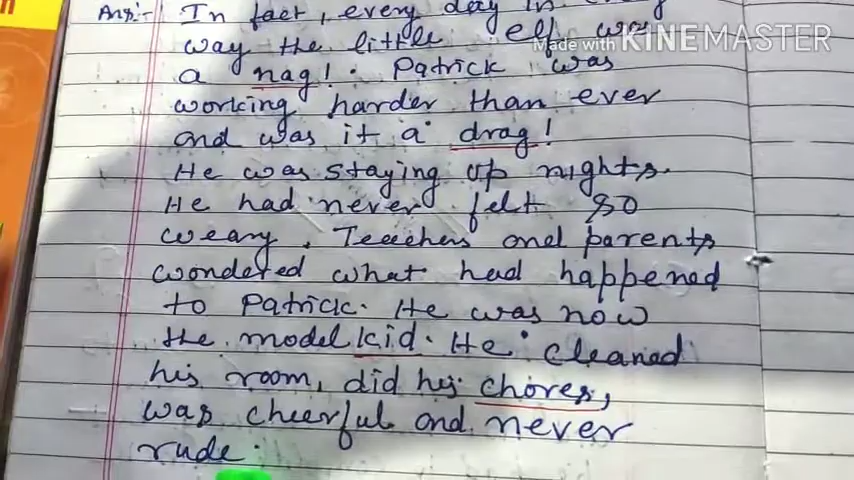 Ans:- In fact, every day in every
way the little elf was
Made with KINEMASTER
a nag! Patrick was
working harder than ever
and was it a drag!
He was staying up nights.
He had never felt so
weary. Teachers and parents
wondered what had happened
to Patrick. He was now
the model kid. He cleaned
his room, did his chores,
was cheerful and never
rude.